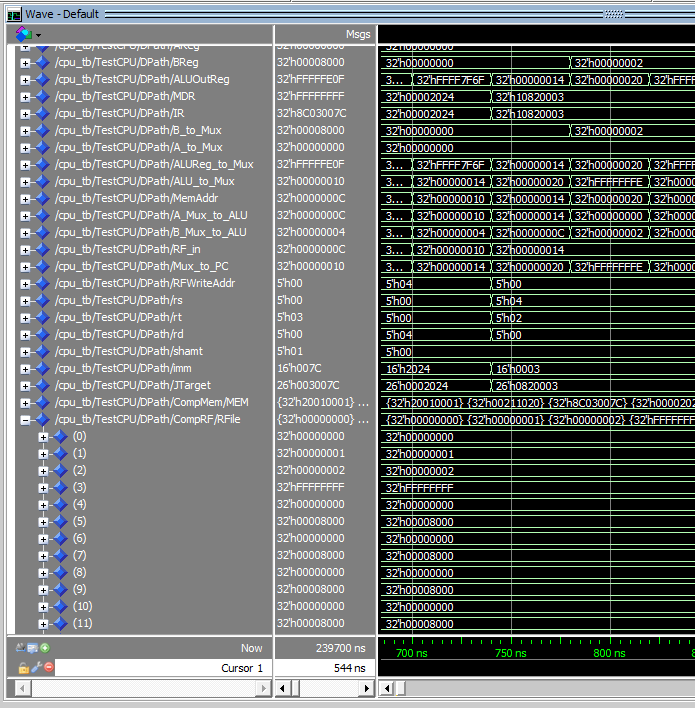 Wave - Default
Msgs
/cpu_tb/TestCPU/DPath/AReg 32'h00000000 32'h00000000
/cpu_tb/TestCPU/DPath/BReg 32'h00008000 32'h00000000 32'h00000002
/cpu_tb/TestCPU/DPath/ALUOutReg 32'hFFFFFE0F 3... 32'hFFFF7F6F 32'h00000014 32'h00000020 32'hFFFF
/cpu_tb/TestCPU/DPath/MDR 32'hFFFFFFFF 32'h00002024 32'h10820003
/cpu_tb/TestCPU/DPath/IR 32'h8C03007C 32'h00002024 32'h10820003
/cpu_tb/TestCPU/DPath/B_to_Mux 32'h00008000 32'h00000000 32'h00000002
/cpu_tb/TestCPU/DPath/A_to_Mux 32'h00000000 32'h00000000
/cpu_tb/TestCPU/DPath/ALUReg_to_Mux 32'hFFFFFE0F 3... 32'hFFFF7F6F 32'h00000014 32'h00000020 32'hFFFF
/cpu_tb/TestCPU/DPath/ALU_to_Mux 32'h00000010 3... 32'h00000014 32'h00000020 32'hFFFFFFFE 32'h0000
/cpu_tb/TestCPU/DPath/MemAddr 32'h0000000C 3... 32'h00000010 32'h00000014 32'h00000020 32'h0000
/cpu_tb/TestCPU/DPath/A_Mux_to_ALU 32'h0000000C 3... 32'h00000010 32'h00000014 32'h00000000 32'h0000
/cpu_tb/TestCPU/DPath/B_Mux_to_ALU 32'h00000004 3... 32'h00000004 32'h0000000C 32'h00000002 32'h0000
/cpu_tb/TestCPU/DPath/RF_in 32'h0000000C 3... 32'h00000010 32'h00000014
/cpu_tb/TestCPU/DPath/Mux_to_PC 32'h00000010 3... 32'h00000014 32'h00000020 32'hFFFFFFFE 32'h0000
/cpu_tb/TestCPU/DPath/RFWriteAddr 5'h00 5'h04 5'h00
/cpu_tb/TestCPU/DPath/rs 5'h00 5'h00 5'h04
/cpu_tb/TestCPU/DPath/rt 5'h03 5'h00 5'h02
/cpu_tb/TestCPU/DPath/rd 5'h00 5'h04 5'h00
/cpu_tb/TestCPU/DPath/shamt 5'h01 5'h00
/cpu_tb/TestCPU/DPath/Imm 16'h007C 16'h2024 16'h0003
/cpu_tb/TestCPU/DPath/JTarget 26'h003007C 26'h0002024 26'h0820003
/cpu_tb/TestCPU/DPath/CompMem/MEM {32'h20010001} ... {32'h20010001} {32'h00211020} {32'h8C03007C} {32'h0000202
/cpu_tb/TestCPU/DPath/CompRF/RFile {32'h00000000} ... {32'h00000000} {32'h00000001} {32'h00000002} {32'hFFFFFFF
(0) 32'h00000000 32'h00000000
(1) 32'h00000001 32'h00000001
(2) 32'h00000002 32'h00000002
(3) 32'hFFFFFFFF 32'hFFFFFFFF
(4) 32'h00000000 32'h00000000
(5) 32'h00008000 32'h00008000
(6) 32'h00000000 32'h00000000
(7) 32'h00008000 32'h00008000
(8) 32'h00000000 32'h00000000
(9) 32'h00008000 32'h00008000
(10) 32'h00000000 32'h00000000
(11) 32'h00008000 32'h00008000
Now 239700 ns 700 ns 750 ns 800 ns
Cursor 1 544 ns